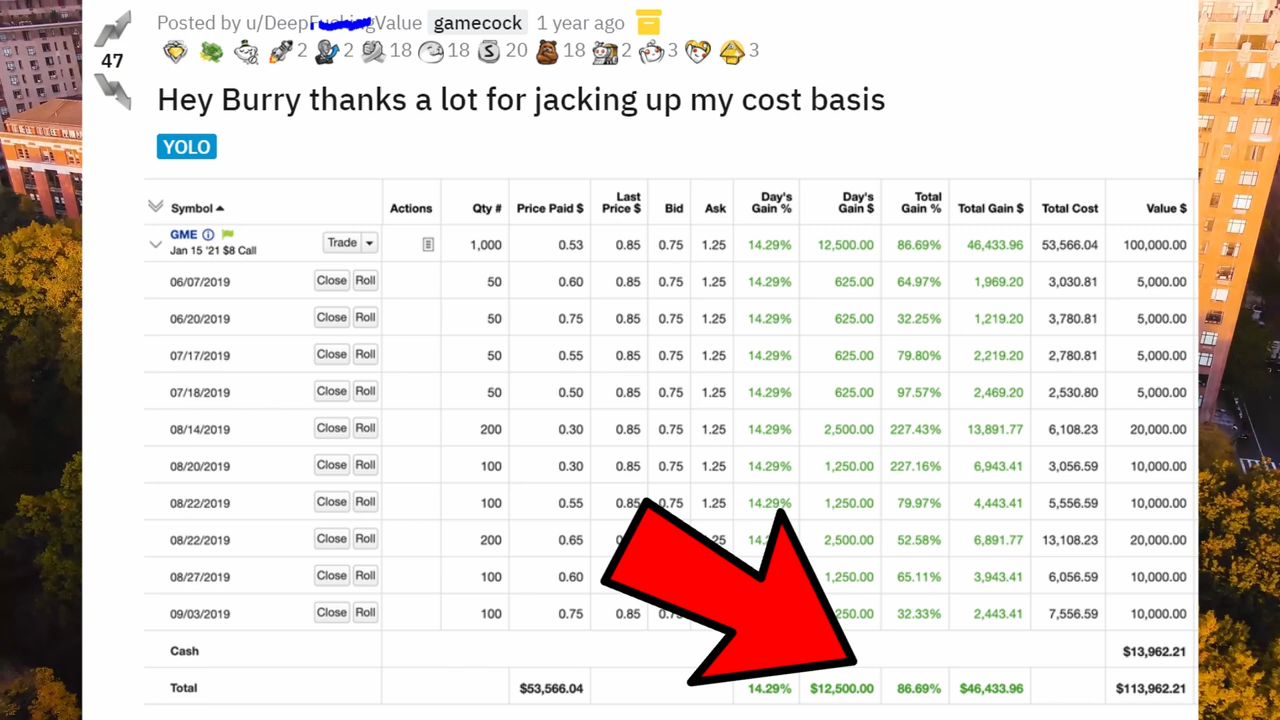 Posted by u/DeepF gValue gamecock 1 year ago
47
2 2 18 18 20 18 2 3 3
Hey Burry thanks a lot for jacking up my cost basis
YOLO
Symbol Actions Qty # Price Paid $ Last Price $ Bid Ask Day's Gain % Day's Gain $ Total Gain % Total Gain $ Total Cost Value $
GME Trade 1,000 0.53 0.85 0.75 1.25 14.29% 12,500.00 86.69% 46,433.96 53,566.04 100,000.00
Jan 15 '21 $8 Call
06/07/2019 Close Roll 50 0.60 0.85 0.75 1.25 14.29% 625.00 64.97% 1,969.20 3,030.81 5,000.00
06/20/2019 Close Roll 50 0.75 0.85 0.75 1.25 14.29% 625.00 32.25% 1,219.20 3,780.81 5,000.00
07/17/2019 Close Roll 50 0.55 0.85 0.75 1.25 14.29% 625.00 79.80% 2,219.20 2,780.81 5,000.00
07/18/2019 Close Roll 50 0.50 0.85 0.75 1.25 14.29% 625.00 97.57% 2,469.20 2,530.80 5,000.00
08/14/2019 Close Roll 200 0.30 0.85 0.75 1.25 14.29% 2,500.00 227.43% 13,891.77 6,108.23 20,000.00
08/20/2019 Close Roll 100 0.30 0.85 0.75 1.25 14.29% 1,250.00 227.16% 6,943.41 3,056.59 10,000.00
08/22/2019 Close Roll 100 0.55 0.85 0.75 1.25 14.29% 1,250.00 79.97% 4,443.41 5,556.59 10,000.00
08/22/2019 Close Roll 200 0.65 2,500.00 52.58% 6,891.77 13,108.23 20,000.00
08/27/2019 Close Roll 100 0.60 1,250.00 65.11% 3,943.41 6,056.59 10,000.00
09/03/2019 Close Roll 100 0.75 0.85 250.00 32.33% 2,443.41 7,556.59 10,000.00
Cash $13,962.21
Total $53,566.04 14.29% $12,500.00 86.69% $46,433.96 $113,962.21